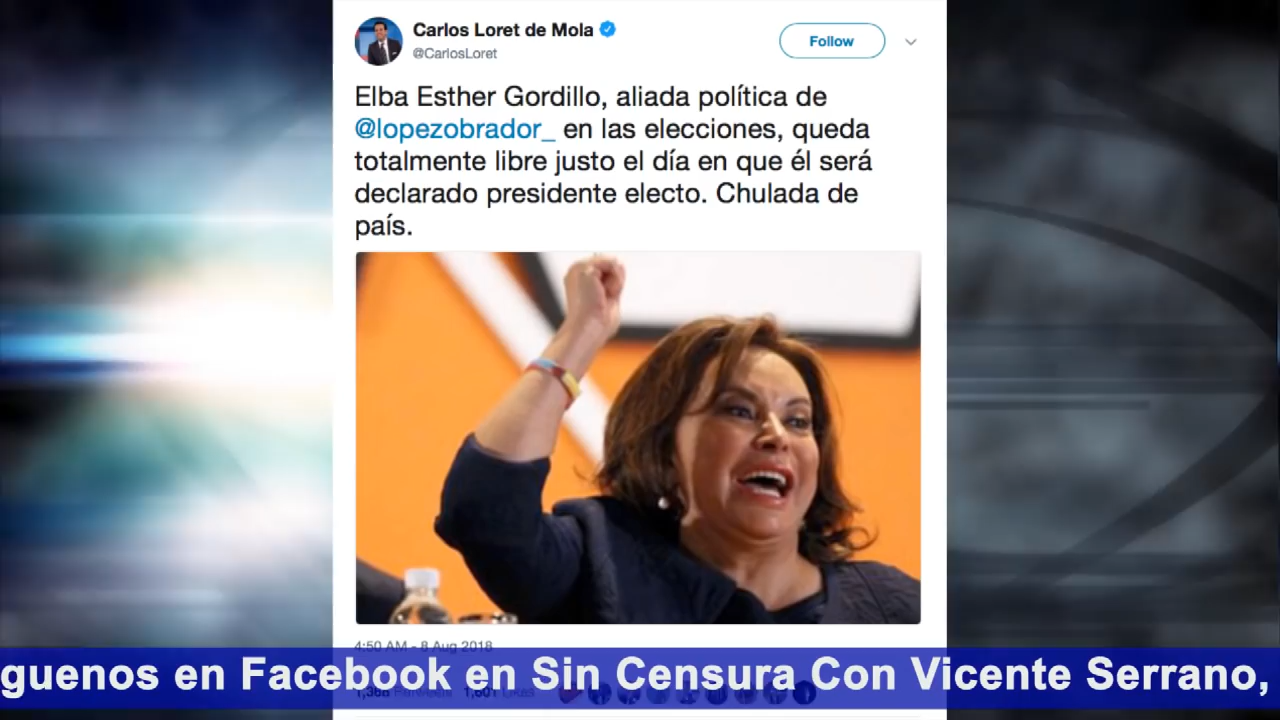 Carlos Loret de Mola
@CarlosLoret
Follow
Elba Esther Gordillo, aliada política de
@lopezobrador_ en las elecciones, queda
totalmente libre justo el día en que él será
declarado presidente electo. Chulada de
país.
4:50 AM - 8 Aug 2018
guenos en Facebook en Sin Censura Con Vicente Serrano,